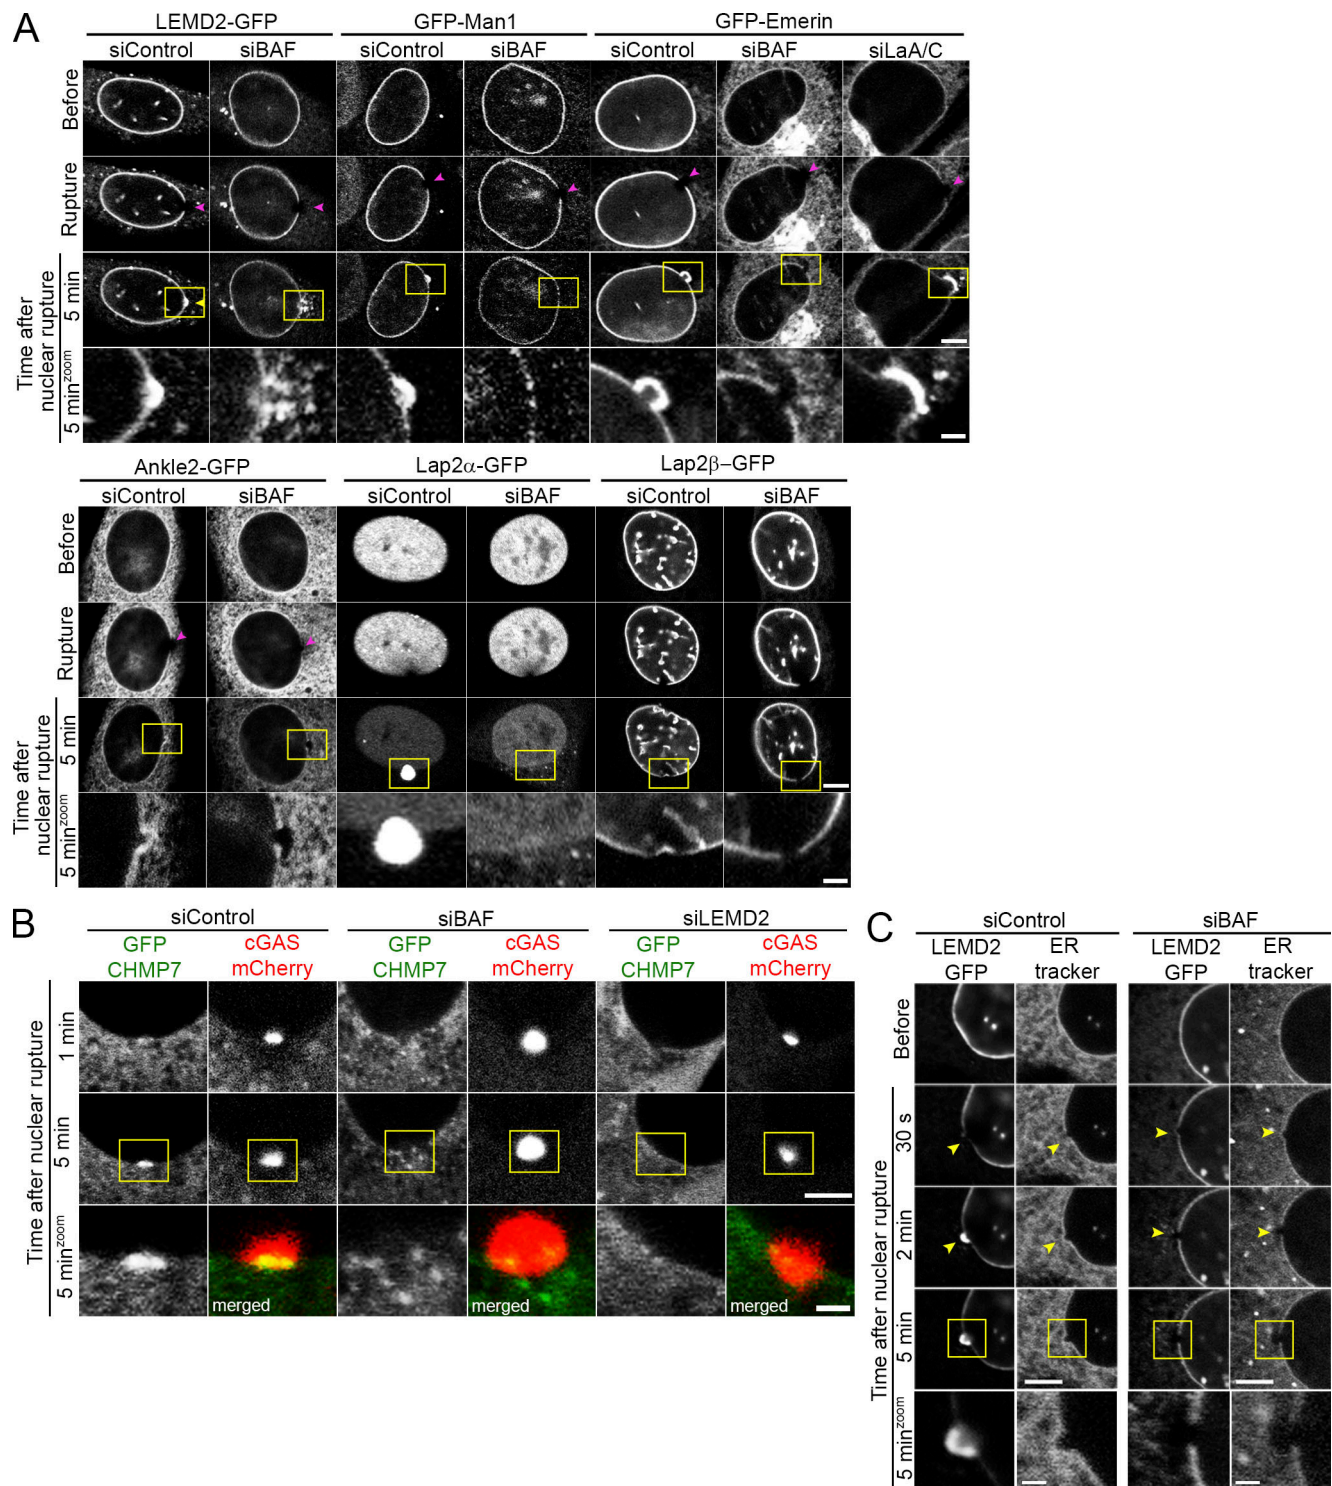 A
LEMD2-GFP GFP-Man1 GFP-Emerin
siControl siBAF siControl siBAF siControl siBAF siLaA/C
Before
Rupture
Time after nuclear rupture
5 min
5 min zoom
Ankle2-GFP Lap2α-GFP Lap2β–GFP
siControl siBAF siControl siBAF siControl siBAF
Before
Rupture
Time after nuclear rupture
5 min
5 min zoom
B
siControl siBAF siLEMD2
GFP cGAS GFP cGAS GFP cGAS
CHMP7 mCherry CHMP7 mCherry CHMP7 mCherry
Time after nuclear rupture
1 min
5 min
5 min zoom
merged merged merged
C
siControl siBAF
LEMD2 ER LEMD2 ER
GFP tracker GFP tracker
Before
Time after nuclear rupture
30 s
2 min
5 min
5 min zoom